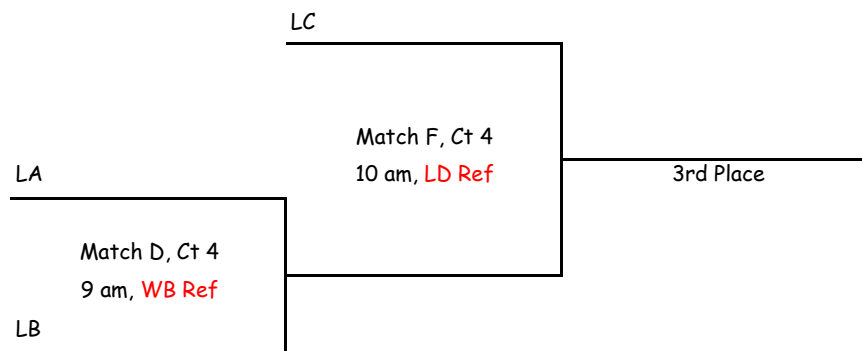 LC
Match F, Ct 4
10 am, LD Ref
LA
3rd Place
Match D, Ct 4
9 am, WB Ref
LB